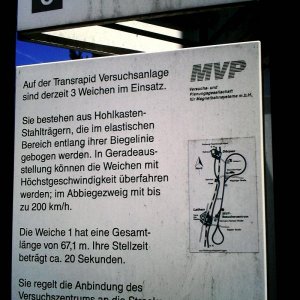 Auf der Transrapid Versuchsanlage
sind derzeit 3 Weichen im Einsatz.
MVP
Versuchs- und
Planungsgesellschaft
für Magnetbahnsysteme m.b.H.
Sie bestehen aus Hohlkasten-
Stahlträgern, die im elastischen
Bereich entlang ihrer Biegelinie
gebogen werden. In Geradeaus-
stellung können die Weichen mit
Höchstgeschwindigkeit überfahren
werden; im Abbiegezweig mit bis
zu 200 km/h.
Die Weiche 1 hat eine Gesamt-
länge von 67,1 m. Ihre Stellzeit
beträgt ca. 20 Sekunden.
Sie regelt die Anbindung des
Versuchszentrums an die